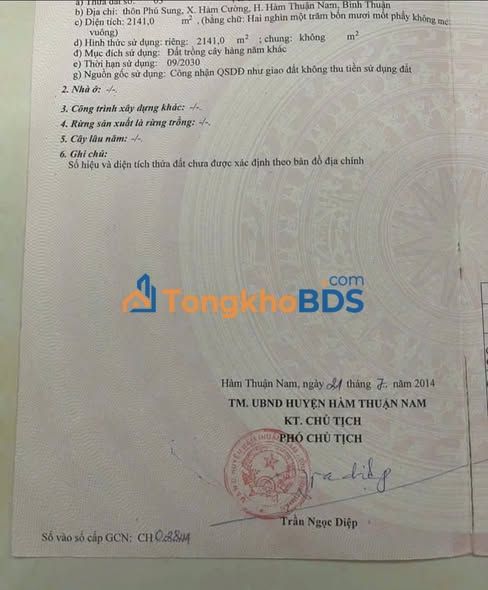 a) Thửa đất số: 63
b) Địa chỉ: thôn Phú Sung, X. Hàm Cường, H. Hàm Thuận Nam, Bình Thuận
c) Diện tích: 2141,0 m², (bằng chữ: Hai nghìn một trăm bốn mươi mốt phẩy không mét
vuông)
d) Hình thức sử dụng: riêng: 2141,0 m²; chung: không m²
đ) Mục đích sử dụng: Đất trồng cây hàng năm khác
e) Thời hạn sử dụng: 09/2030
g) Nguồn gốc sử dụng: Công nhận QSDĐ như giao đất không thu tiền sử dụng đất
2. Nhà ở: -/-.
3. Công trình xây dựng khác: -/-.
4. Rừng sản xuất là rừng trồng: -/-.
5. Cây lâu năm: -/-.
6. Ghi chú:
Số hiệu và diện tích thửa đất chưa được xác định theo bản đồ địa chính
TongkhoBDS.com
Hàm Thuận Nam, ngày 21 tháng 7 năm 2014
TM. UBND HUYỆN HÀM THUẬN NAM
KT. CHỦ TỊCH
PHÓ CHỦ TỊCH
Trần Ngọc Diệp
Số vào sổ cấp GCN: CH